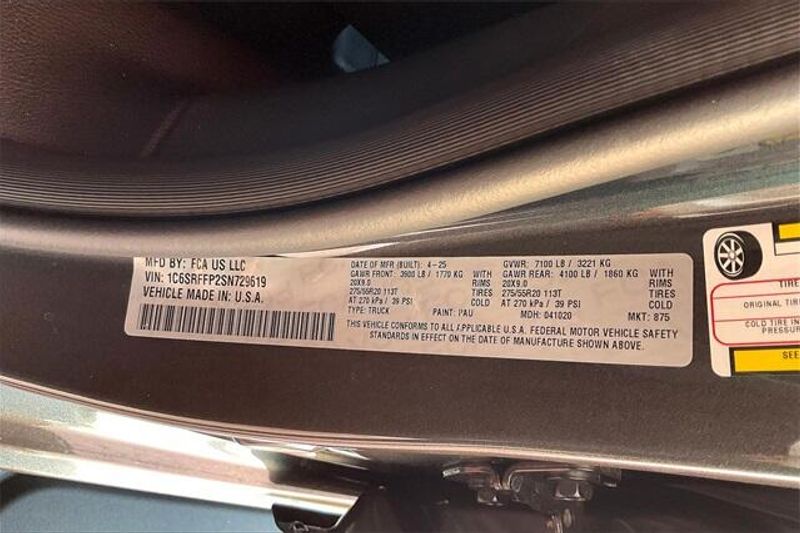 MFD BY: FCA US LLC
VIN: 1C6SRFFP2SN729619
VEHICLE MADE IN: U.S.A.
DATE OF MFR (BUILT): 4-25
GAWR FRONT: 3900 LB / 1770 KG
20X9.0 RIMS
275/55R20 113T TIRES
AT 270 kPa / 39 PSI COLD
TYPE: TRUCK PAINT: PAU
GVWR: 7100 LB / 3221 KG
GAWR REAR: 4100 LB / 1860 KG
20X9.0 RIMS
275/55R20 113T TIRES
AT 270 kPa / 39 PSI COLD
MDH: 041020 MKT: 875
THIS VEHICLE CONFORMS TO ALL APPLICABLE U.S.A. FEDERAL MOTOR VEHICLE SAFETY
STANDARDS IN EFFECT ON THE DATE OF MANUFACTURE SHOWN ABOVE.
TIRE
ORIGINAL TIRE
COLD TIRE IN
PRESSURE
SEE